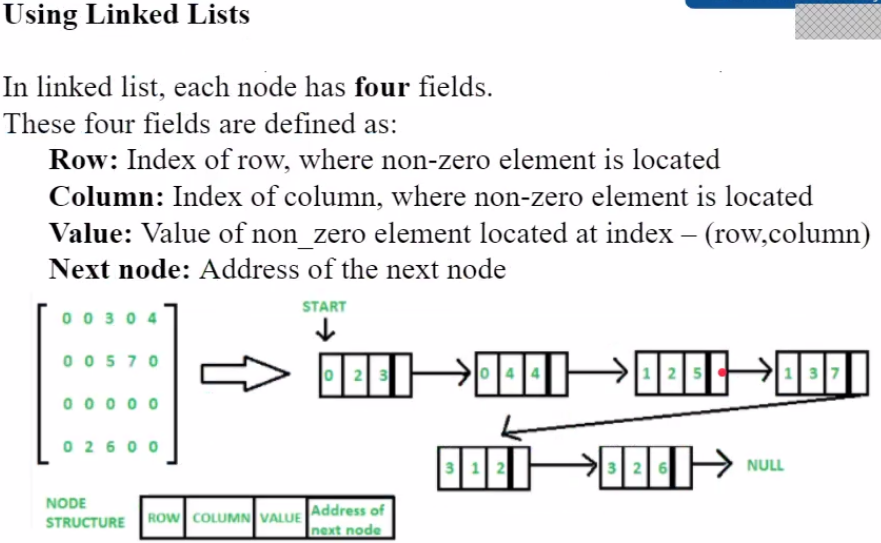 Using Linked Lists
In linked list, each node has four fields.
These four fields are defined as:
Row: Index of row, where non-zero element is located
Column: Index of column, where non-zero element is located
Value: Value of non_zero element located at index – (row,column)
Next node: Address of the next node
START
0 0 3 0 4
0 0 5 7 0
0 0 0 0 0
0 2 6 0 0
0 2 3
0 4 4
1 2 5
1 3 7
3 1 2
3 2 6
NULL
NODE
STRUCTURE
ROW COLUMN VALUE Address of
next node